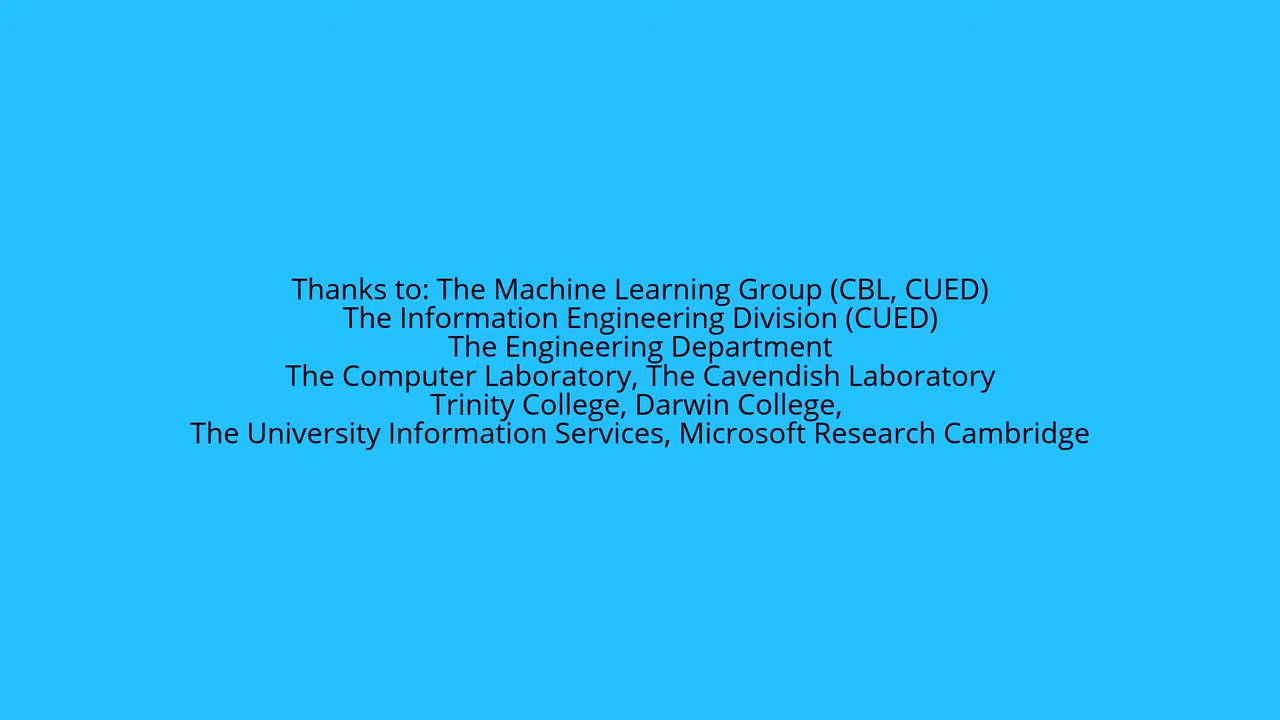 Thanks to: The Machine Learning Group (CBL, CUED)
The Information Engineering Division (CUED)
The Engineering Department
The Computer Laboratory, The Cavendish Laboratory
Trinity College, Darwin College,
The University Information Services, Microsoft Research Cambridge